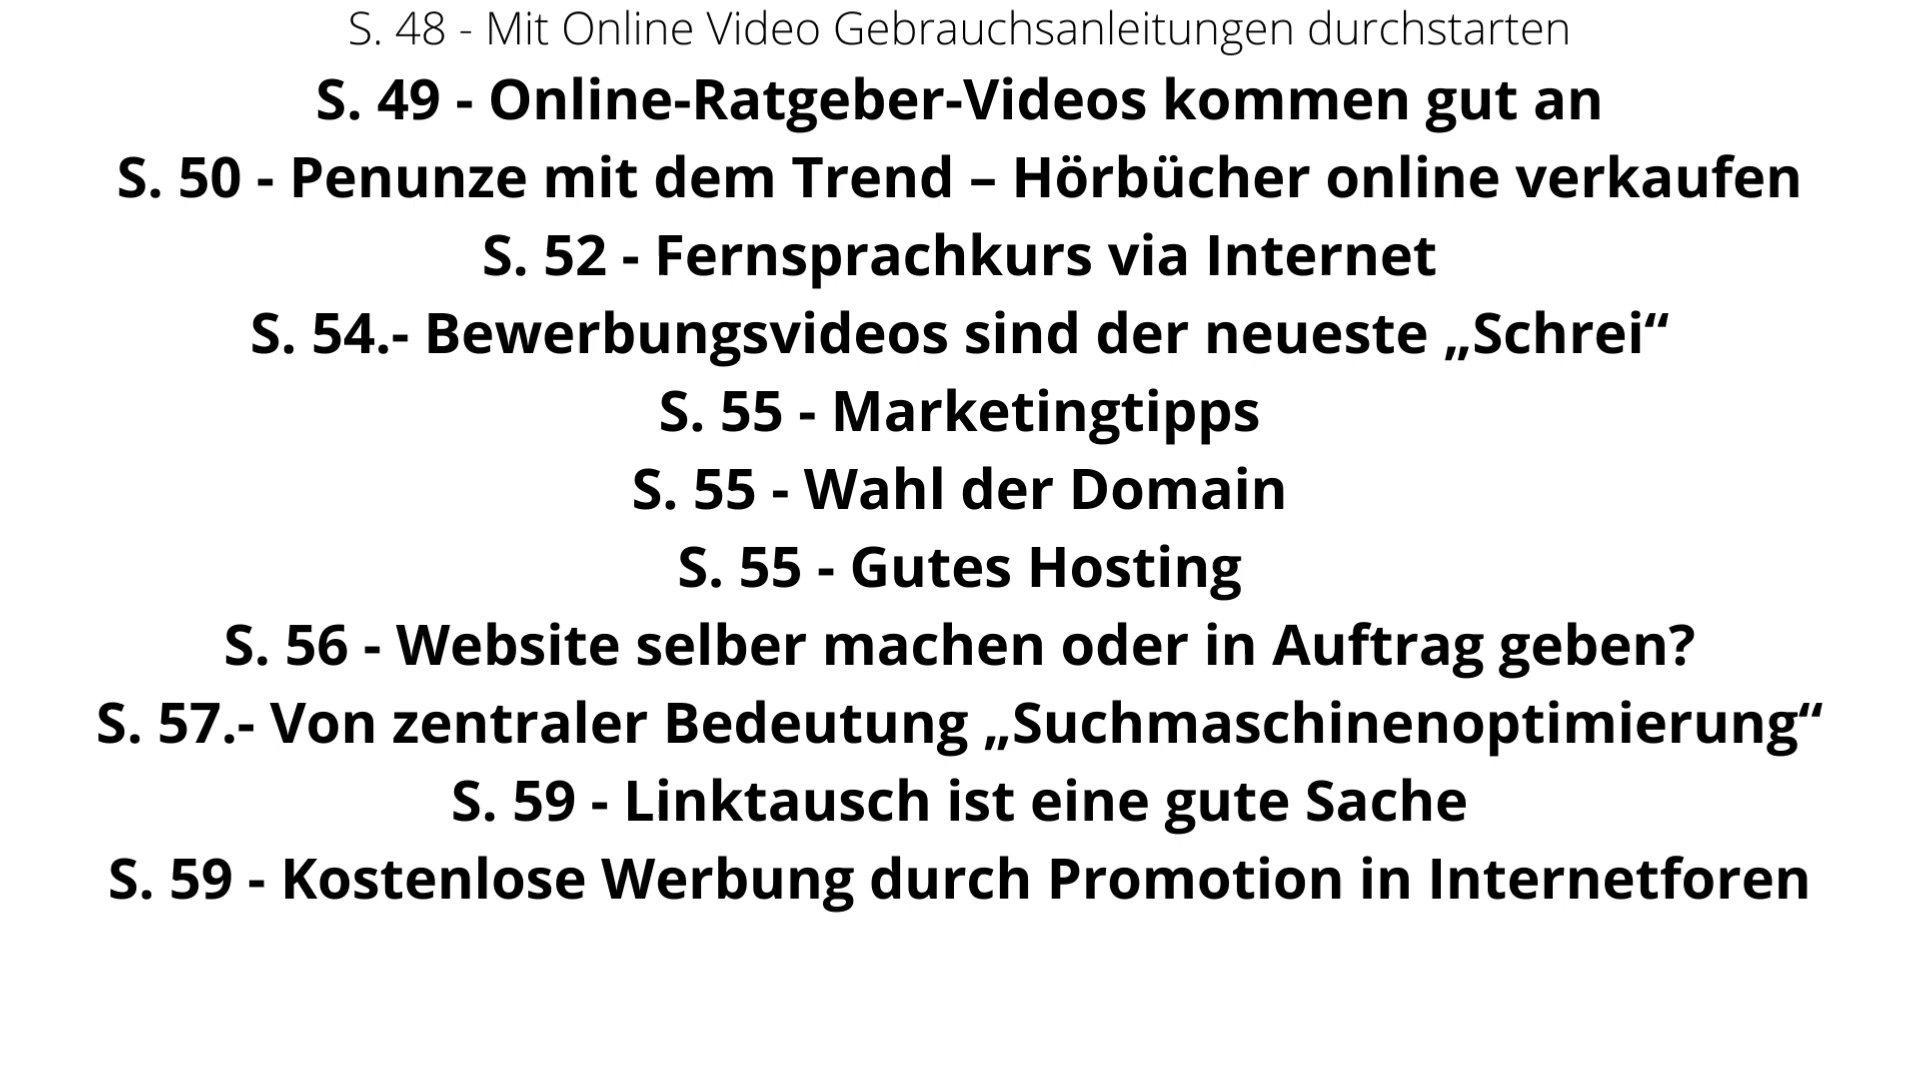 S. 48 - Mit Online Video Gebrauchsanleitungen durchstarten
S. 49 - Online-Ratgeber-Videos kommen gut an
S. 50 - Penunze mit dem Trend – Hörbücher online verkaufen
S. 52 - Fernsprachkurs via Internet
S. 54.- Bewerbungsvideos sind der neueste „Schrei“
S. 55 - Marketingtipps
S. 55 - Wahl der Domain
S. 55 - Gutes Hosting
S. 56 - Website selber machen oder in Auftrag geben?
S. 57.- Von zentraler Bedeutung „Suchmaschinenoptimierung“
S. 59 - Linktausch ist eine gute Sache
S. 59 - Kostenlose Werbung durch Promotion in Internetforen